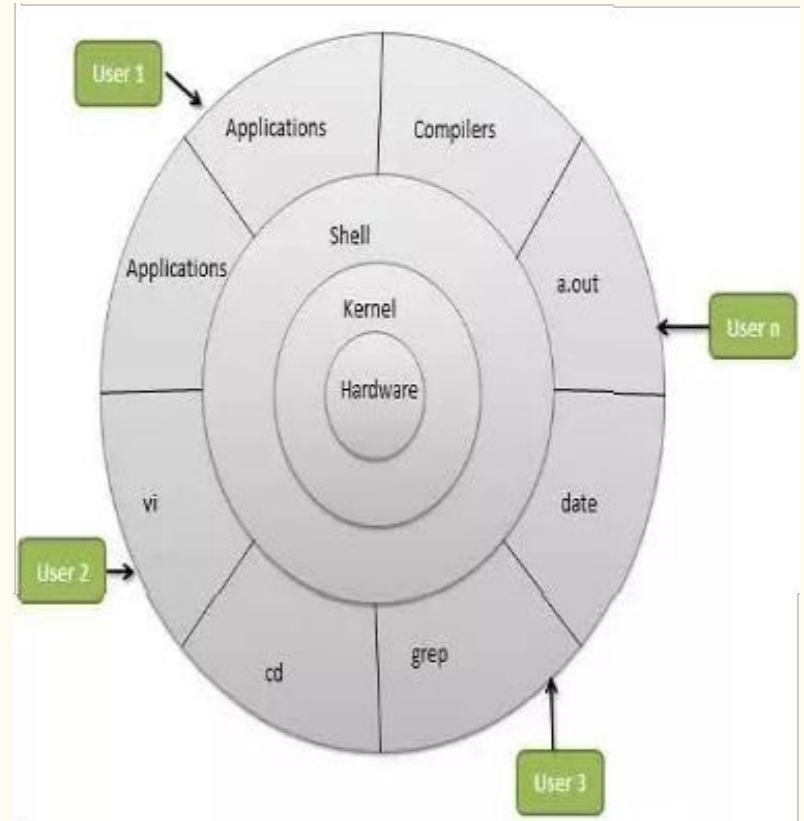 User 1
Applications
Compilers
Shell
Applications
a.out
Kernel
User n
Hardware
vi
date
User 2
grep
cd
User 3